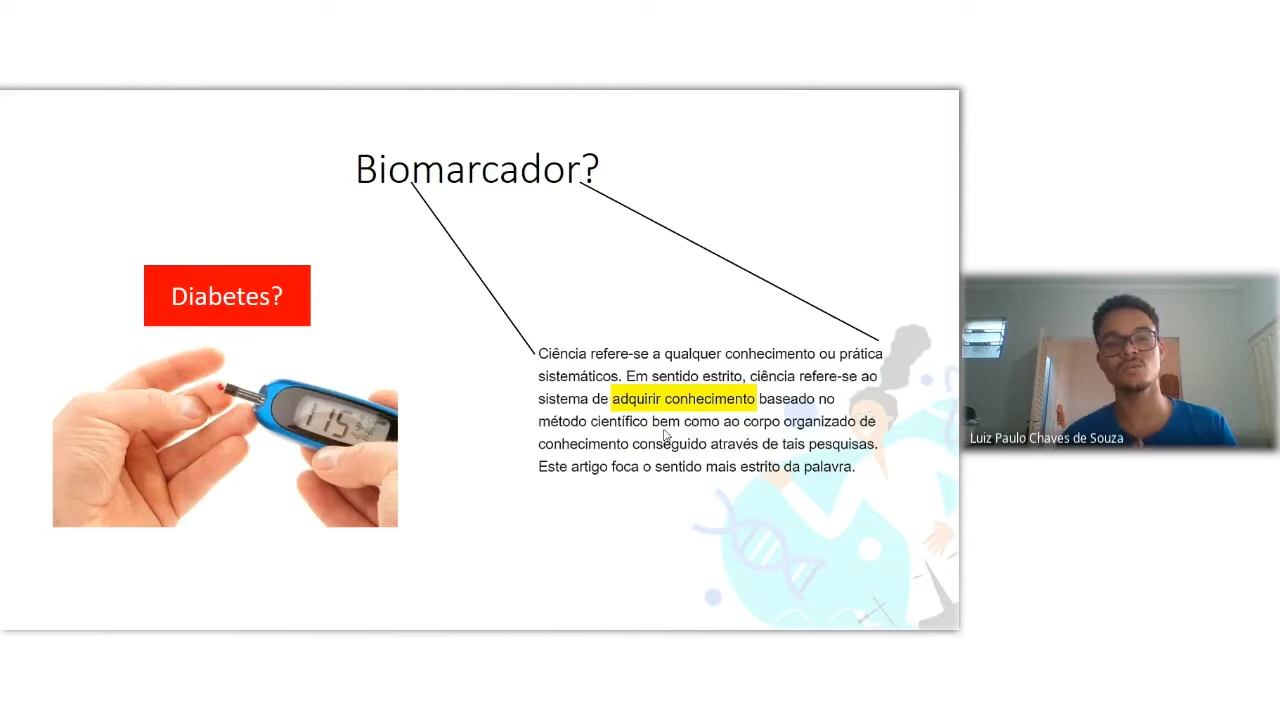 Biomarcador?
Diabetes?
115
Ciência refere-se a qualquer conhecimento ou prática
sistemáticos. Em sentido estrito, ciência refere-se ao
sistema de adquirir conhecimento baseado no
método científico bem como ao corpo organizado de
conhecimento conseguido através de tais pesquisas.
Este artigo foca o sentido mais estrito da palavra.
Luiz Paulo Chaves de Souza